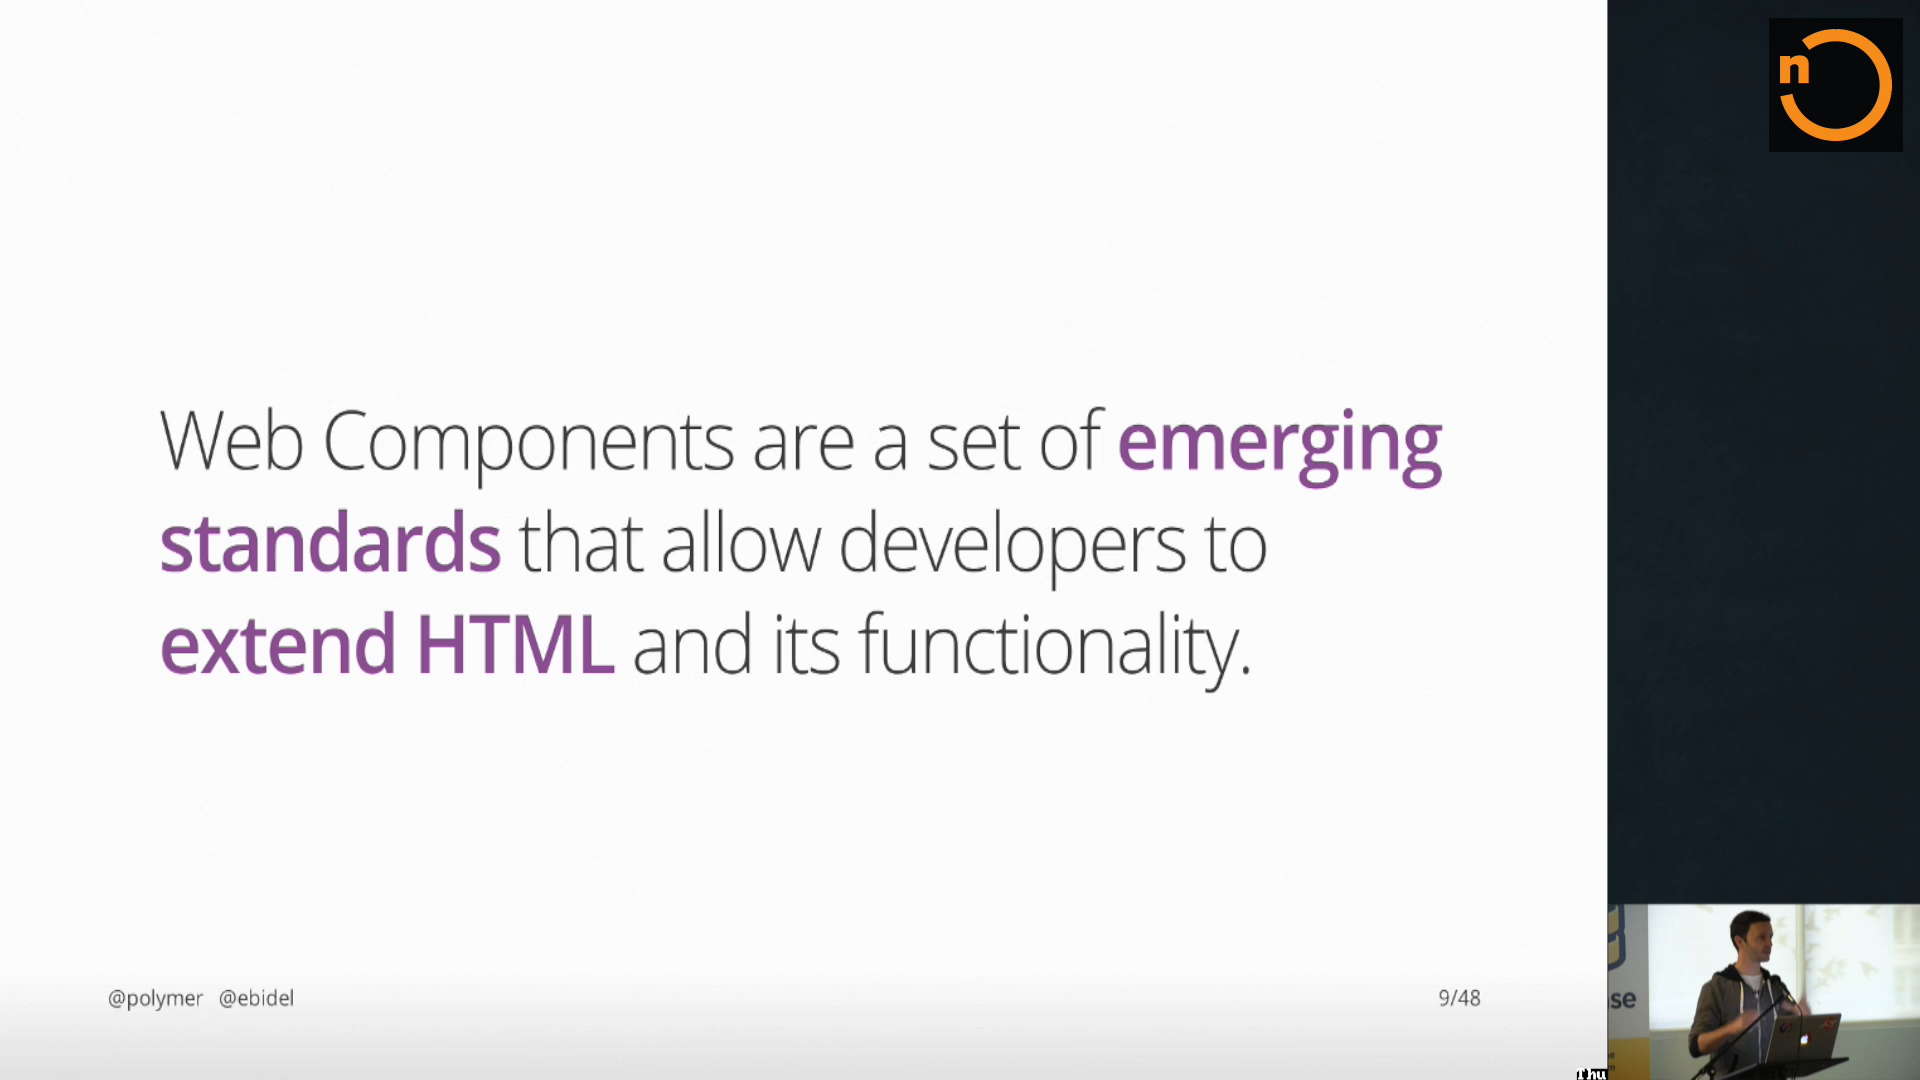 Web Components are a set of emerging
standards that allow developers to
extend HTML and its functionality.
@polymer @ebidel
9/48
n
se
Thu